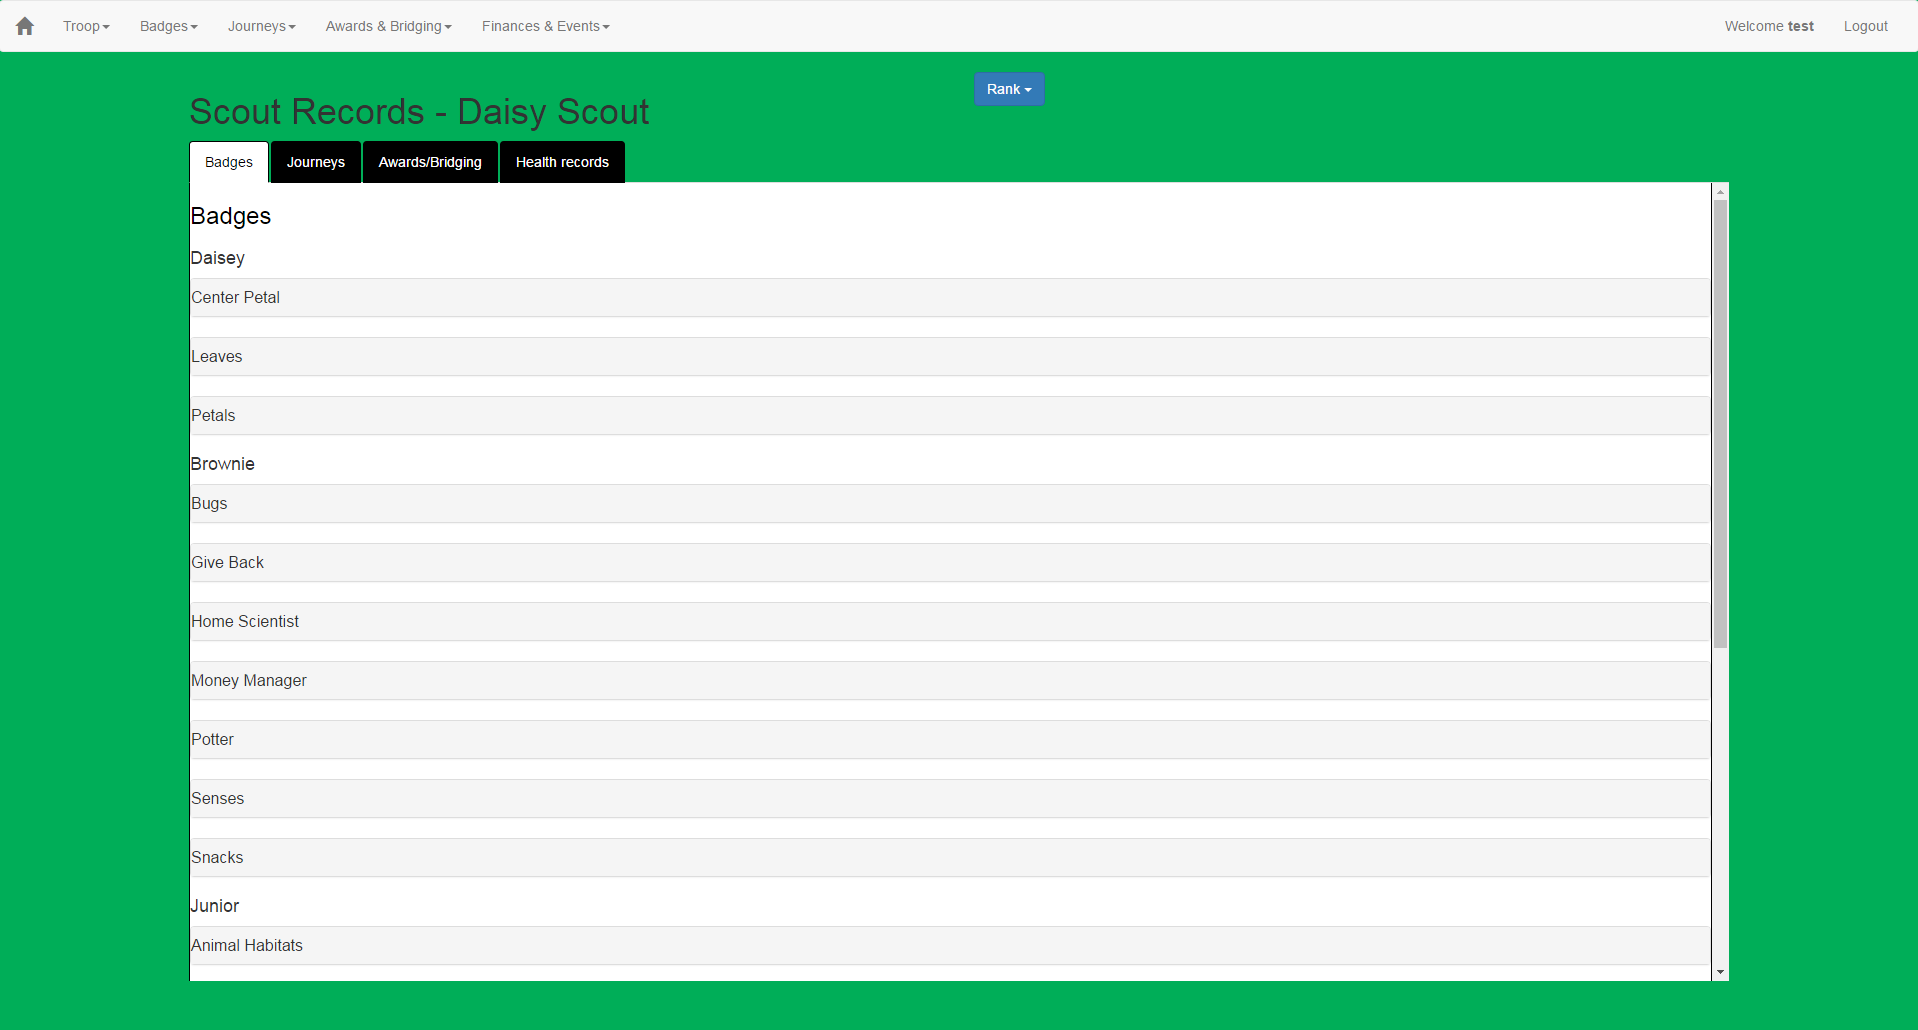 Troop Badges Journeys Awards & Bridging Finances & Events Welcome test Logout
Rank
Scout Records - Daisy Scout
Badges Journeys Awards/Bridging Health records
Badges
Daisey
Center Petal
Leaves
Petals
Brownie
Bugs
Give Back
Home Scientist
Money Manager
Potter
Senses
Snacks
Junior
Animal Habitats